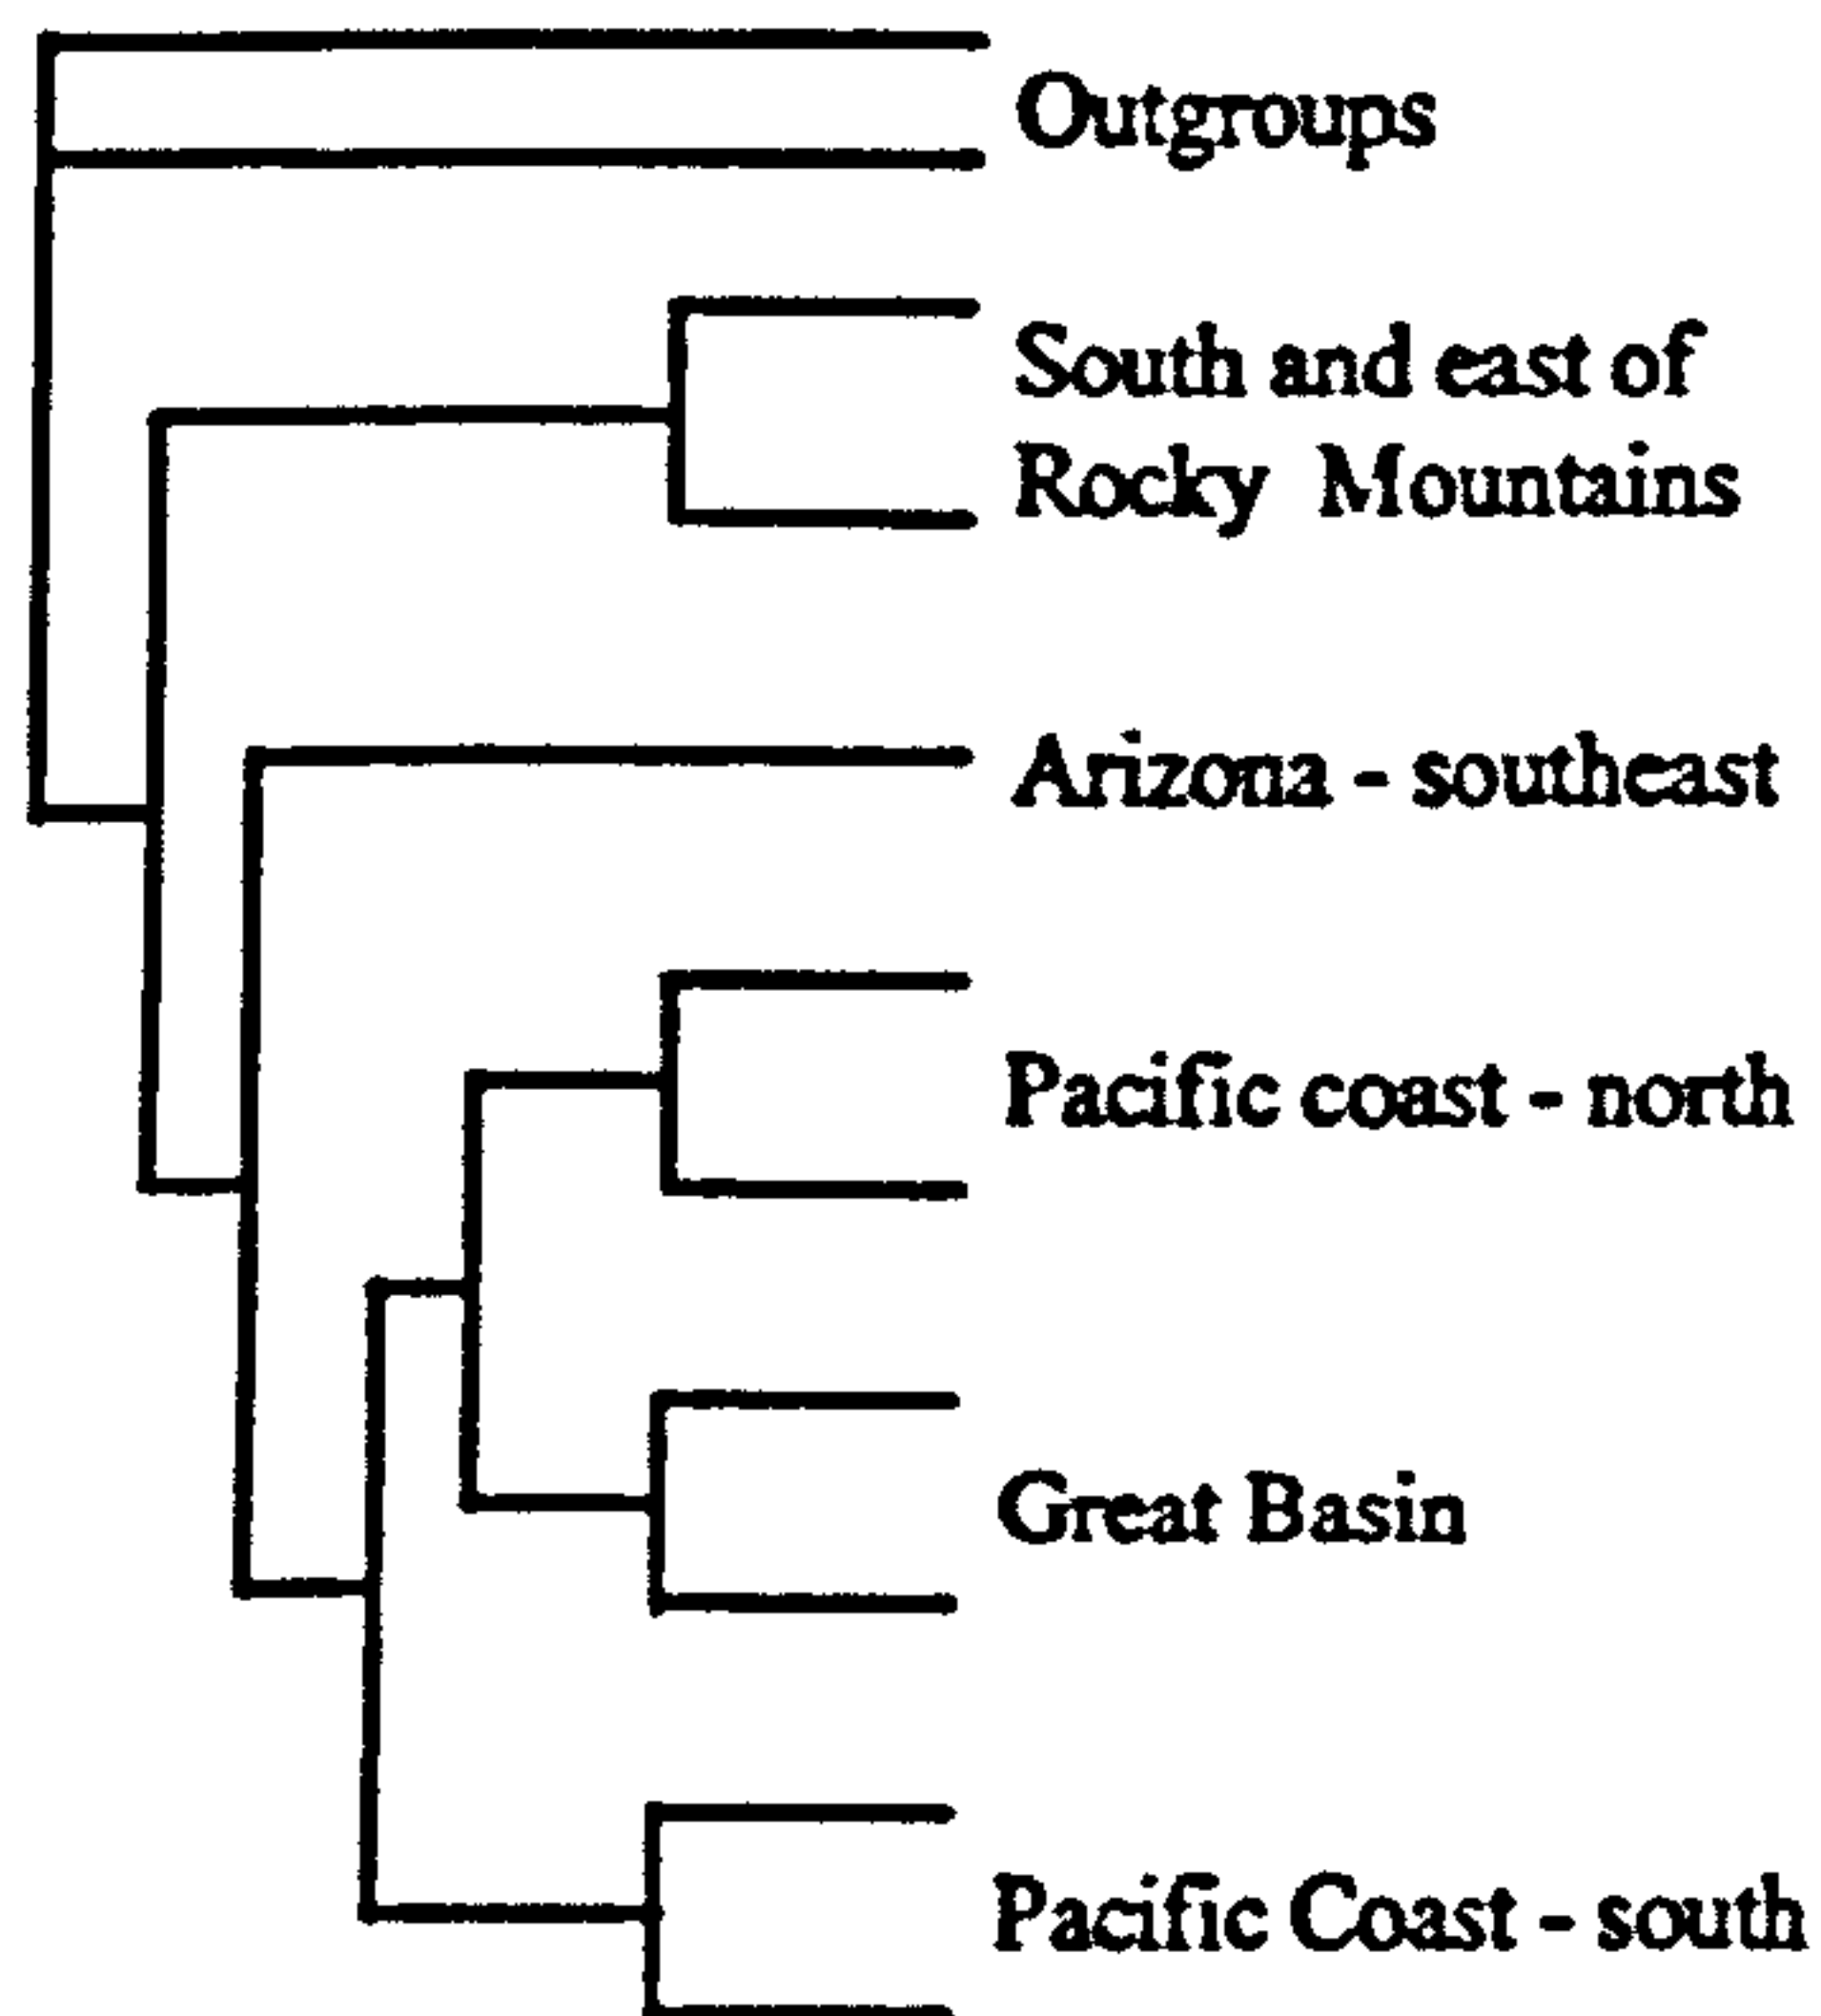 Outgroups
South and east of
Rocky Mountains
Arizona - southeast
Pacific coast - north
Great Basin
Pacific Coast - south